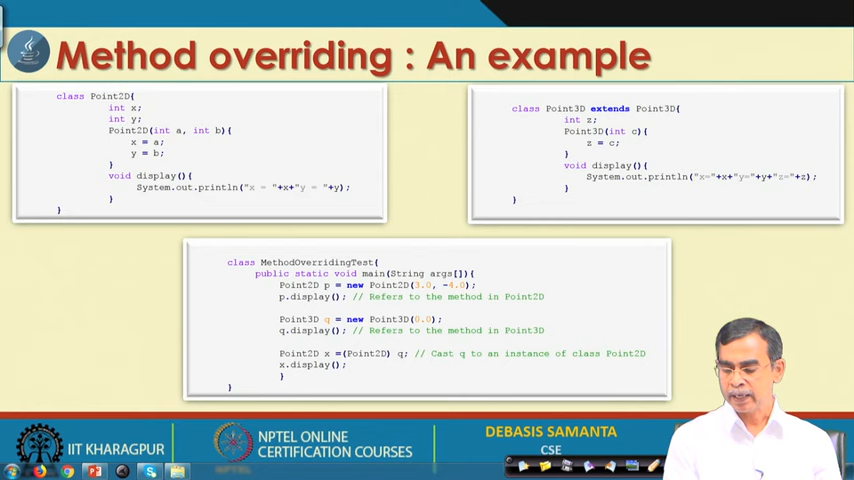 Method overriding : An example
class Point2D{
int x;
int y;
Point2D(int a, int b){
x = a;
y = b;
}
void display(){
System.out.println("x = "+x+"y = "+y);
}
}
class Point3D extends Point3D{
int z;
Point3D(int c){
z = c;
}
void display(){
System.out.println("x="+x+"y="+y+"z="+z);
}
}
class MethodOverridingTest{
public static void main(String args[]){
Point2D p = new Point2D(3.0, -4.0);
p.display(); // Refers to the method in Point2D
Point3D q = new Point3D(0.0);
q.display(); // Refers to the method in Point3D
Point2D x =(Point2D) q; // Cast q to an instance of class Point2D
x.display();
}
}
IIT KHARAGPUR
NPTEL ONLINE
CERTIFICATION COURSES
DEBASIS SAMANTA
CSE